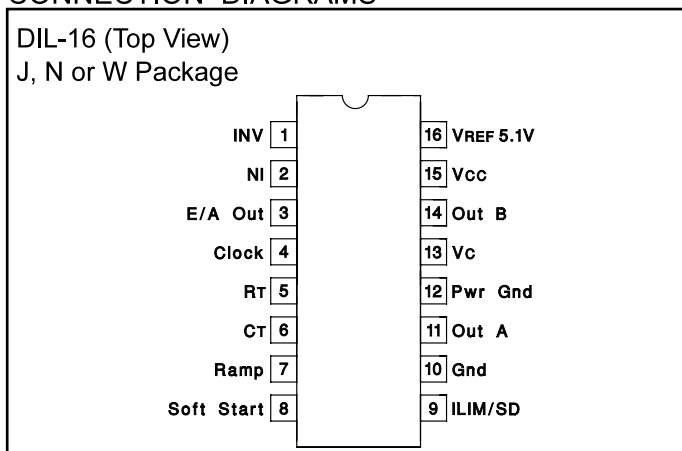 CONNECTION DIAGRAMS
DIL-16 (Top View)
J, N or W Package
INV 1 16 VREF 5.1V
NI 2 15 VCC
E/A Out 3 14 Out B
Clock 4 13 VC
RT 5 12 Pwr Gnd
CT 6 11 Out A
Ramp 7 10 Gnd
Soft Start 8 9 ILIM/SD